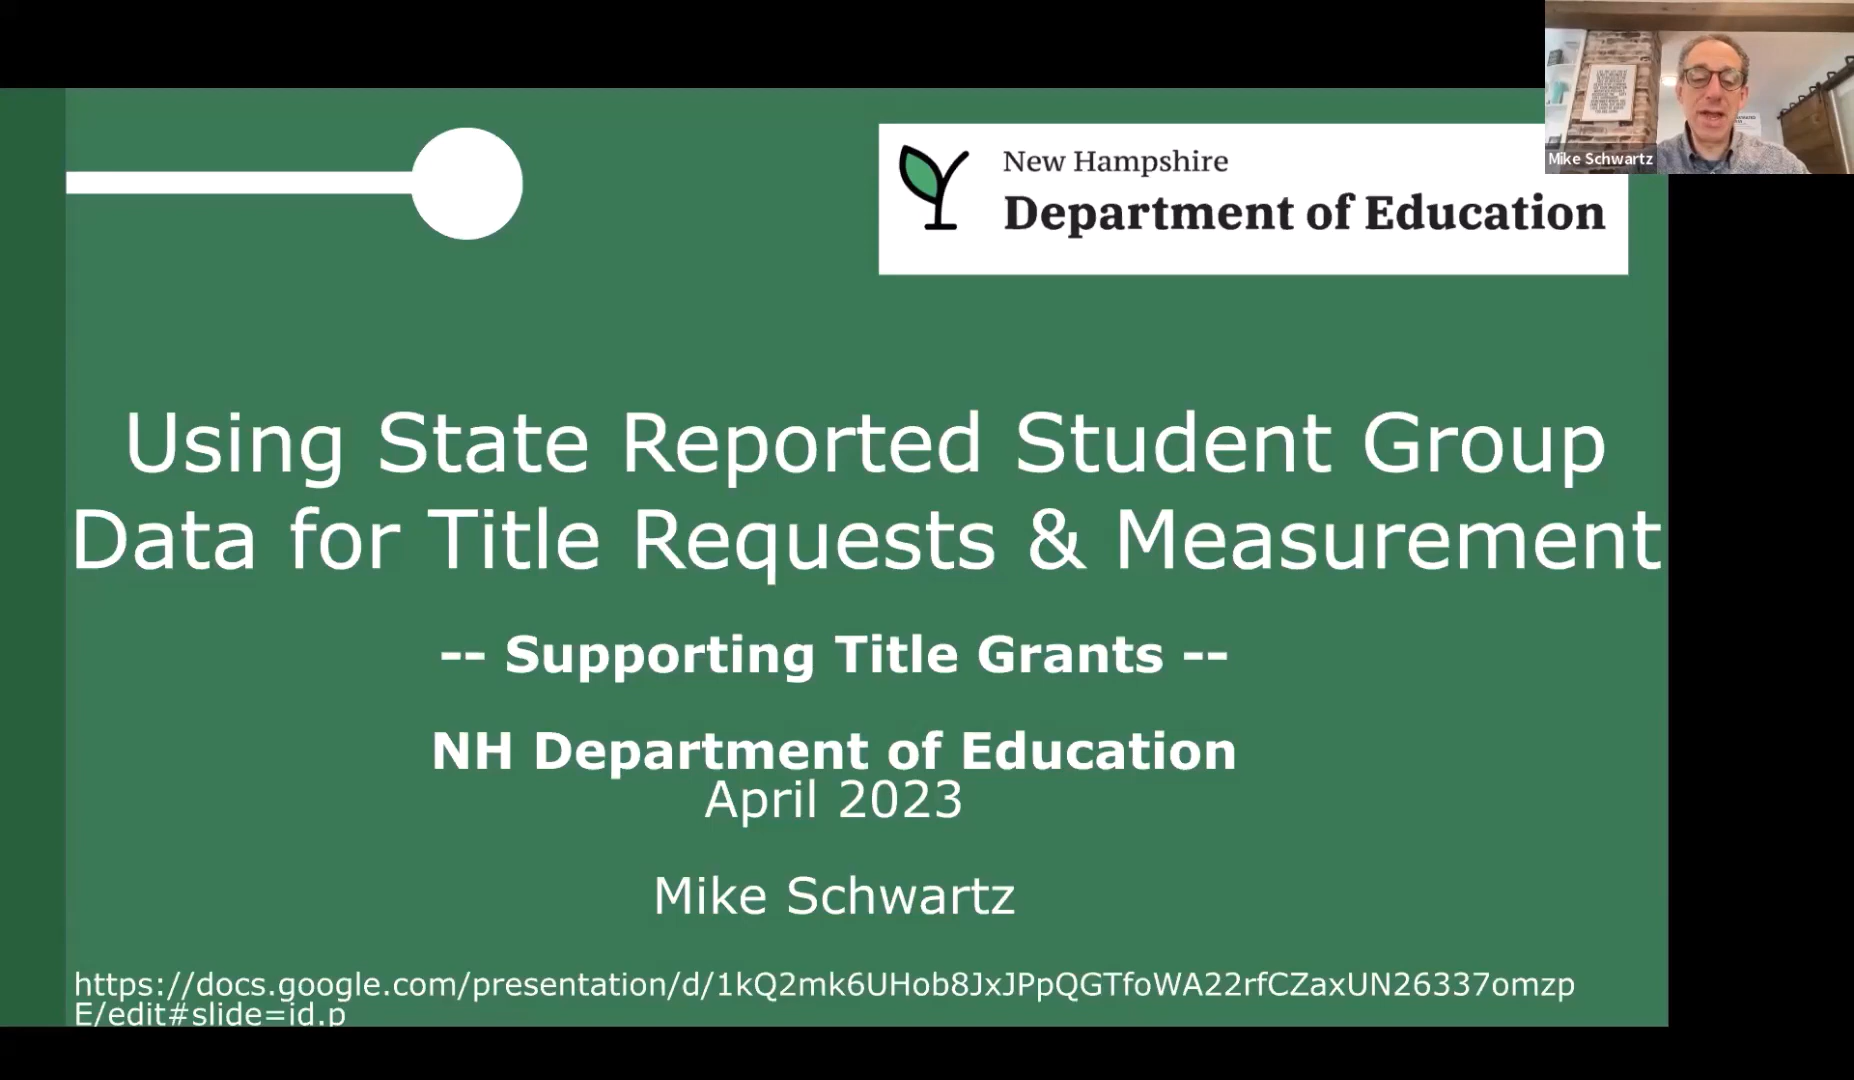 New Hampshire
Department of Education
Mike Schwartz
Using State Reported Student Group
Data for Title Requests & Measurement
-- Supporting Title Grants --
NH Department of Education
April 2023
Mike Schwartz
https://docs.google.com/presentation/d/1kQ2mk6UHob8JxJPpQGTfoWA22rfCZaxUN26337omzp
E/edit#slide=id.p